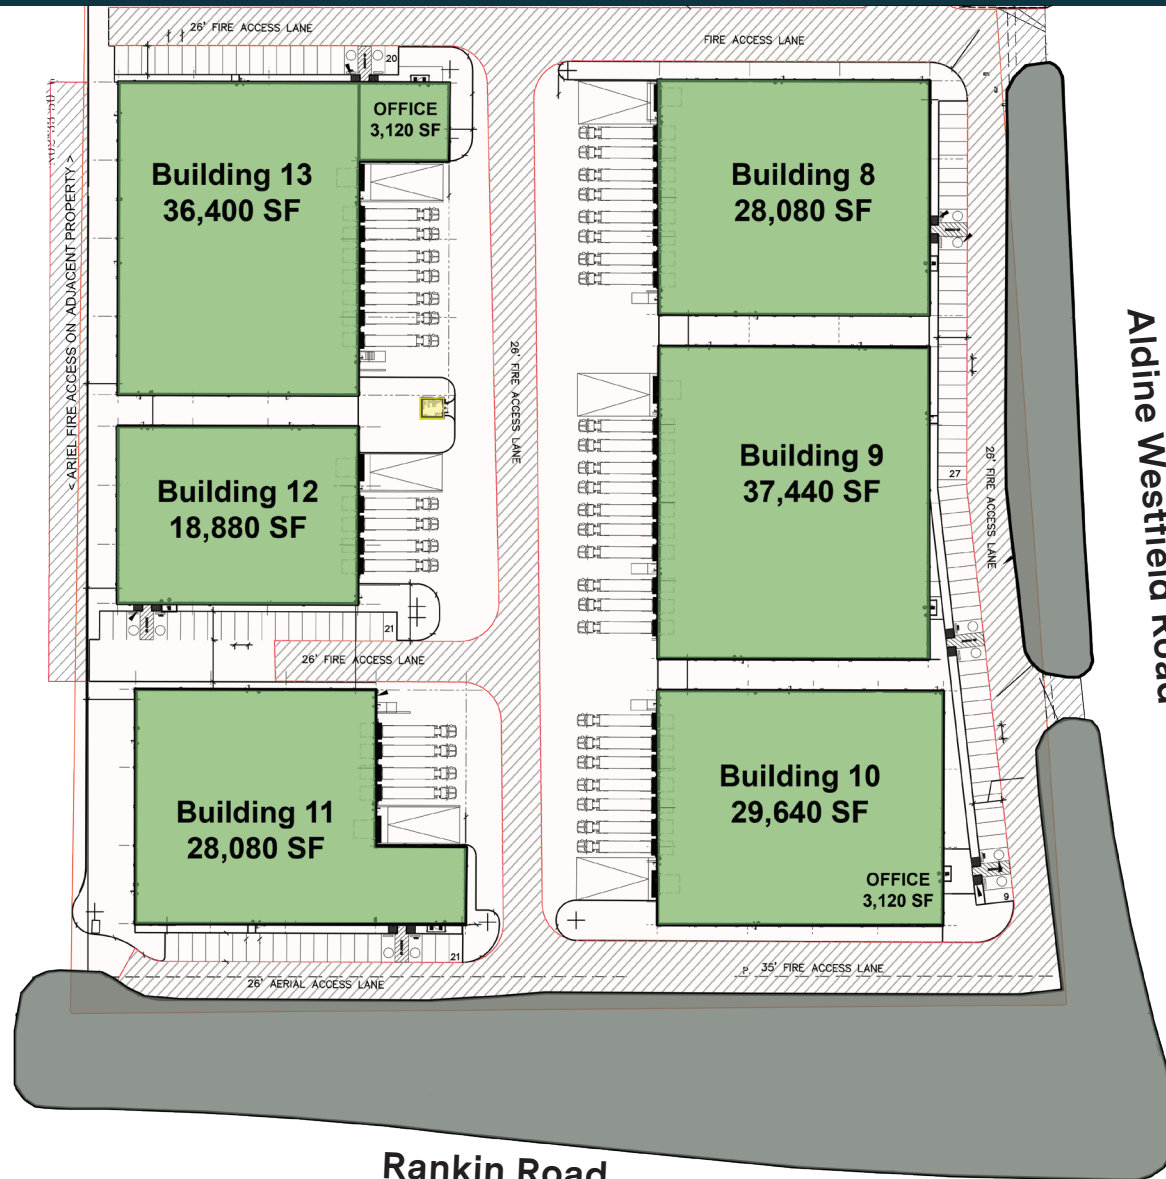 26' FIRE ACCESS LANE
FIRE ACCESS LANE
20
OFFICE
3,120 SF
Building 13
36,400 SF
Building 8
28,080 SF
< ARIEL FIRE ACCESS ON ADJACENT PROPERTY >
26' FIRE ACCESS LANE
Aldine Westfield Road
Building 9
37,440 SF
27
26' FIRE ACCESS LANE
Building 12
18,880 SF
21
26' FIRE ACCESS LANE
Building 10
29,640 SF
Building 11
28,080 SF
OFFICE
3,120 SF
9
21
P
35' FIRE ACCESS LANE
26' AERIAL ACCESS LANE
Rankin Road